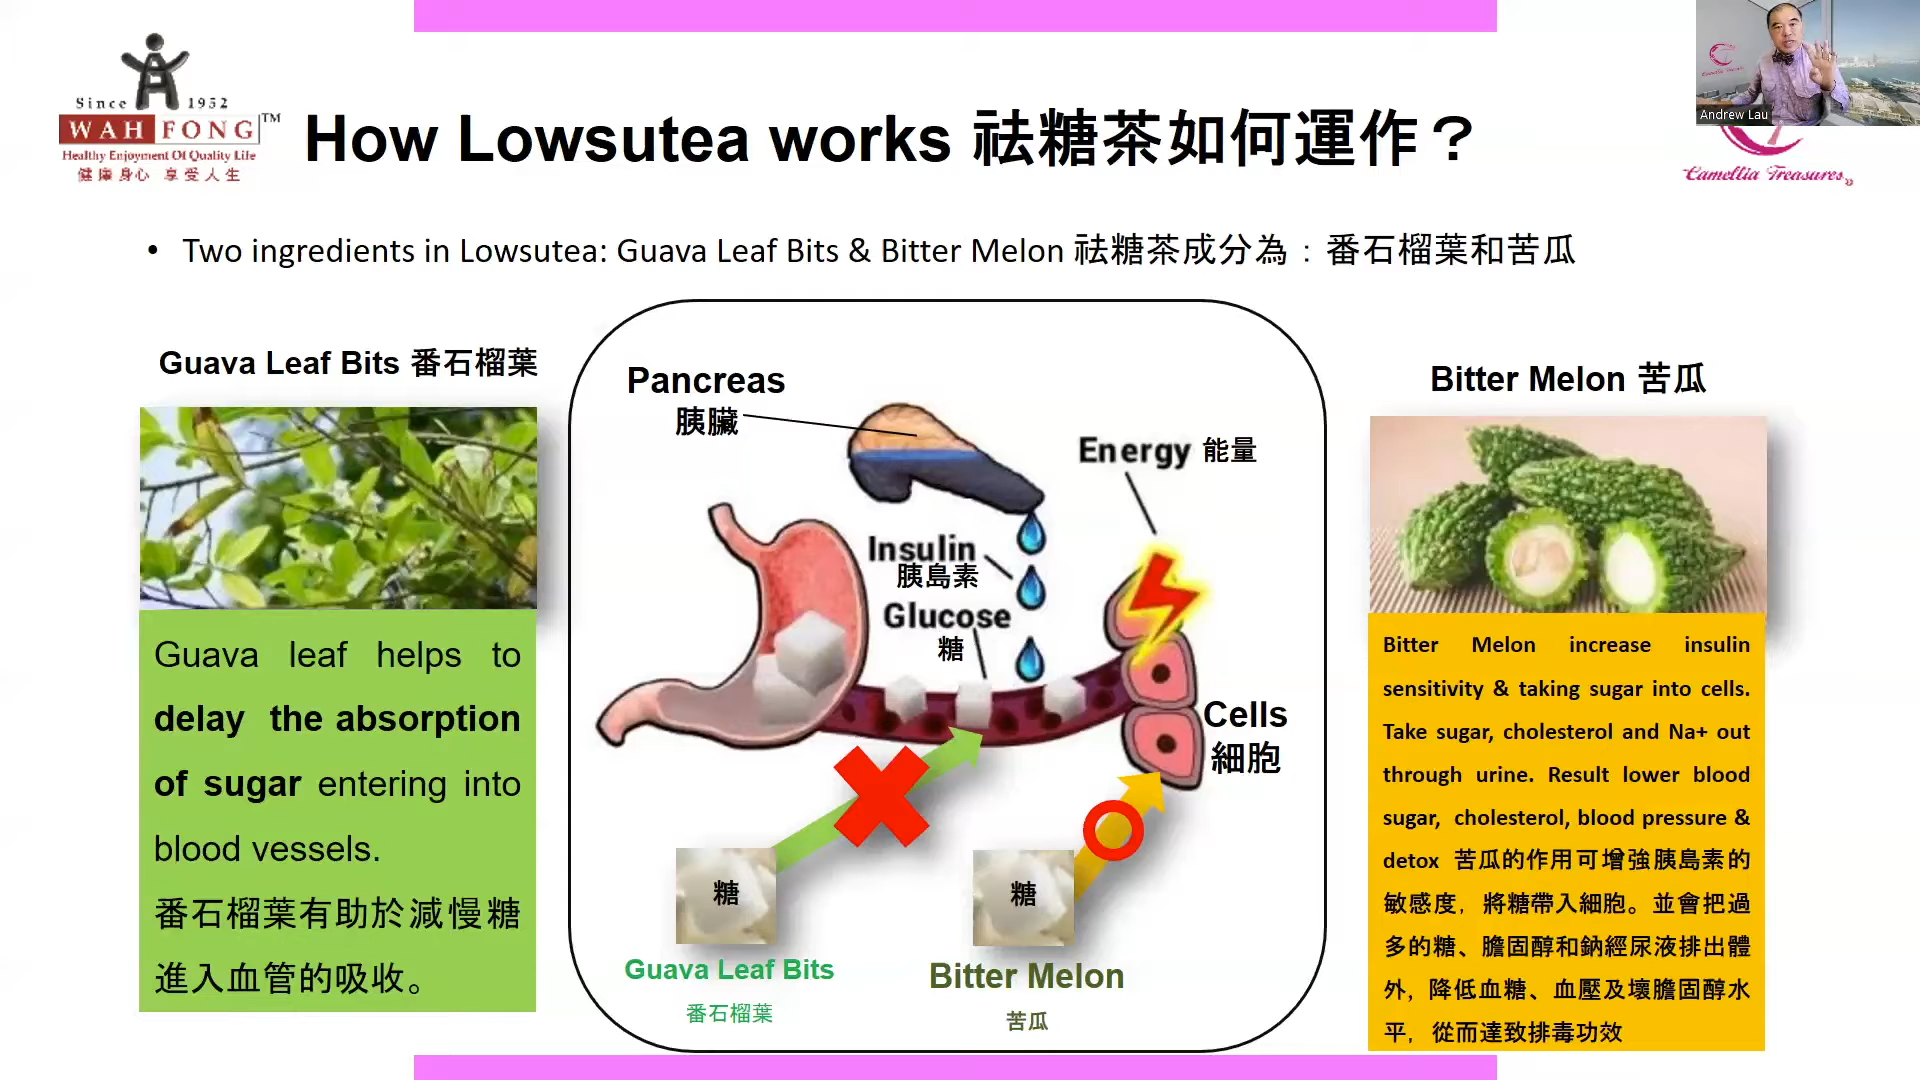 Since 1952
WAH FONG TM
Healthy Enjoyment Of Quality Life
健康身心 享受人生
How Lowsutea works 祛糖茶如何運作？
Andrew Lau
Camellia Treasures
• Two ingredients in Lowsutea: Guava Leaf Bits & Bitter Melon 祛糖茶成分為：番石榴葉和苦瓜
Guava Leaf Bits 番石榴葉
Guava leaf helps to
delay the absorption
of sugar entering into
blood vessels.
番石榴葉有助於減慢糖
進入血管的吸收。
Pancreas
胰臟
Energy 能量
Insulin
胰島素
Glucose
糖
Cells
細胞
糖
Guava Leaf Bits
番石榴葉
糖
Bitter Melon
苦瓜
Bitter Melon 苦瓜
Bitter Melon increase insulin
sensitivity & taking sugar into cells.
Take sugar, cholesterol and Na+ out
through urine. Result lower blood
sugar, cholesterol, blood pressure &
detox 苦瓜的作用可增強胰島素的
敏感度，將糖帶入細胞。並會把過
多的糖、膽固醇和鈉經尿液排出體
外，降低血糖、血壓及壞膽固醇水
平，從而達致排毒功效